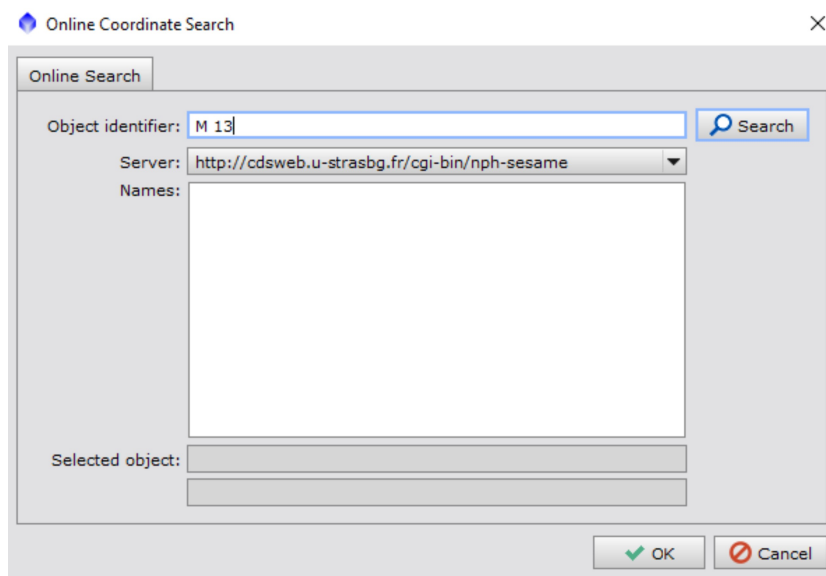 Online Coordinate Search
Online Search
Object identifier: M 13 Search
Server: http://cdsweb.u-strasbg.fr/cgi-bin/nph-sesame
Names:
Selected object:
OK Cancel